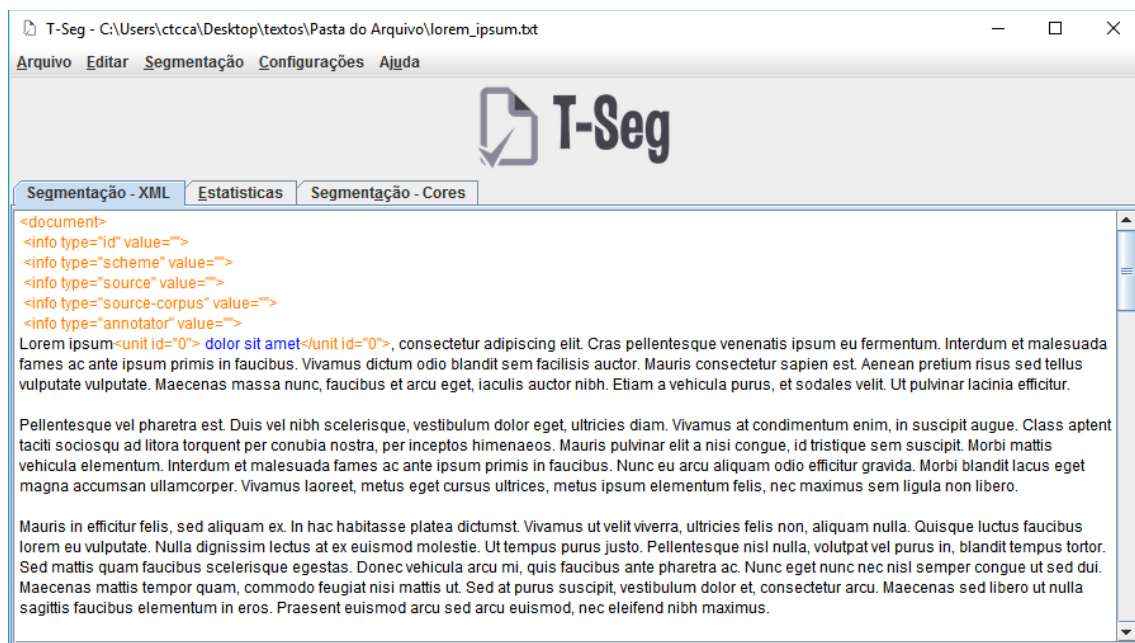 T-Seg - C:\Users\ctcca\Desktop\textos\Pasta do Arquivo\lorem_ipsum.txt
Arquivo Editar Segmentação Configurações Ajuda
T-Seg
Segmentação - XML Estatisticas Segmentação - Cores
<document>
<info type="id" value="">
<info type="scheme" value="">
<info type="source" value="">
<info type="source-corpus" value="">
<info type="annotator" value="">
Lorem ipsum<unit id="0"> dolor sit amet</unit id="0">, consectetur adipiscing elit. Cras pellentesque venenatis ipsum eu fermentum. Interdum et malesuada
fames ac ante ipsum primis in faucibus. Vivamus dictum odio blandit sem facilisis auctor. Mauris consectetur sapien est. Aenean pretium risus sed tellus
vulputate vulputate. Maecenas massa nunc, faucibus et arcu eget, iaculis auctor nibh. Etiam a vehicula purus, et sodales velit. Ut pulvinar lacinia efficitur.
Pellentesque vel pharetra est. Duis vel nibh scelerisque, vestibulum dolor eget, ultricies diam. Vivamus at condimentum enim, in suscipit augue. Class aptent
taciti sociosqu ad litora torquent per conubia nostra, per inceptos himenaeos. Mauris pulvinar elit a nisi congue, id tristique sem suscipit. Morbi mattis
vehicula elementum. Interdum et malesuada fames ac ante ipsum primis in faucibus. Nunc eu arcu aliquam odio efficitur gravida. Morbi blandit lacus eget
magna accumsan ullamcorper. Vivamus laoreet, metus eget cursus ultrices, metus ipsum elementum felis, nec maximus sem ligula non libero.
Mauris in efficitur felis, sed aliquam ex. In hac habitasse platea dictumst. Vivamus ut velit viverra, ultricies felis non, aliquam nulla. Quisque luctus faucibus
lorem eu vulputate. Nulla dignissim lectus at ex euismod molestie. Ut tempus purus justo. Pellentesque nisl nulla, volutpat vel purus in, blandit tempus tortor.
Sed mattis quam faucibus scelerisque egestas. Donec vehicula arcu mi, quis faucibus ante pharetra ac. Nunc eget nunc nec nisl semper congue ut sed dui.
Maecenas mattis tempor quam, commodo feugiat nisi mattis ut. Sed at purus suscipit, vestibulum dolor et, consectetur arcu. Maecenas sed libero ut nulla
sagittis faucibus elementum in eros. Praesent euismod arcu sed arcu euismod, nec eleifend nibh maximus.